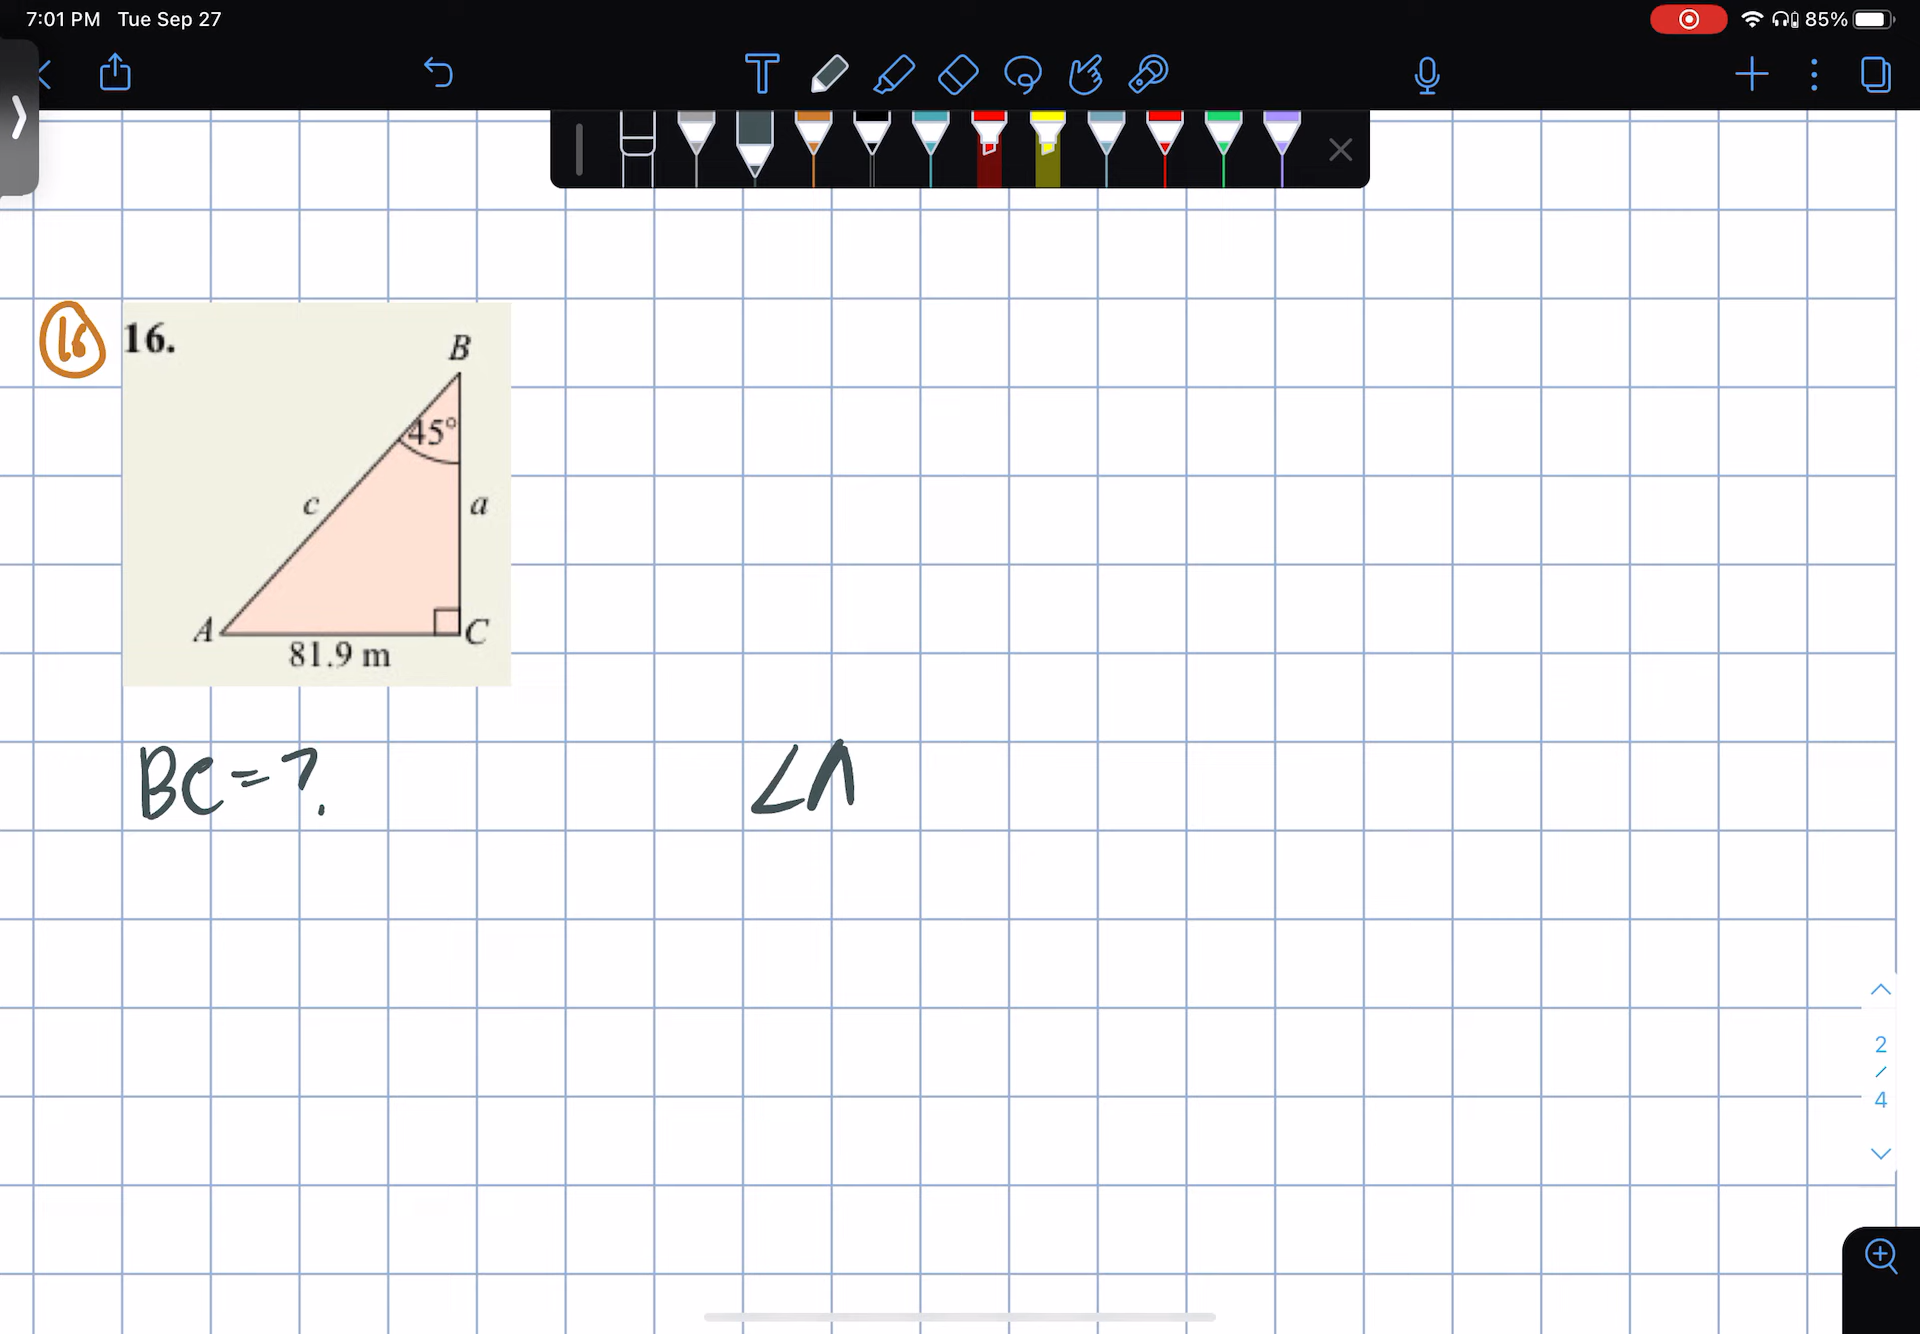 7:01 PM Tue Sep 27
85%
T
16 16.
B
45°
c
a
A
C
81.9 m
BC = ?
∠A
2
/
4